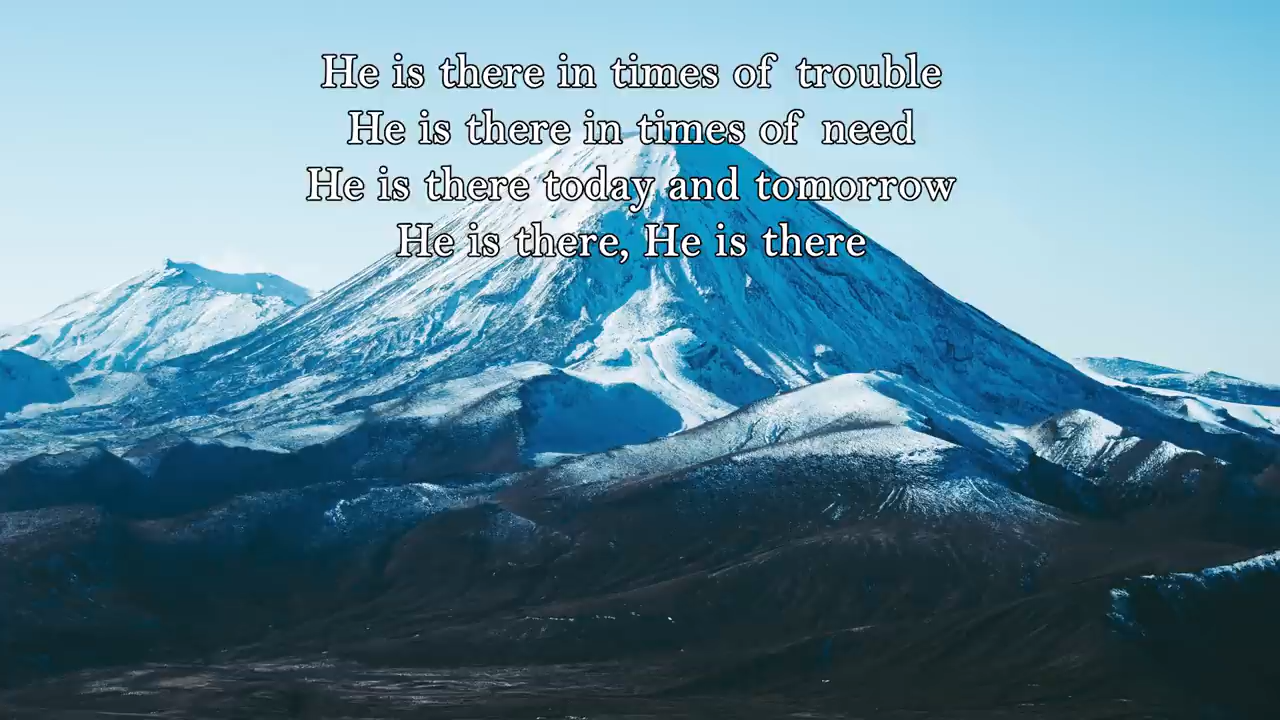 He is there in times of trouble
He is there in times of need
He is there today and tomorrow
He is there, He is there